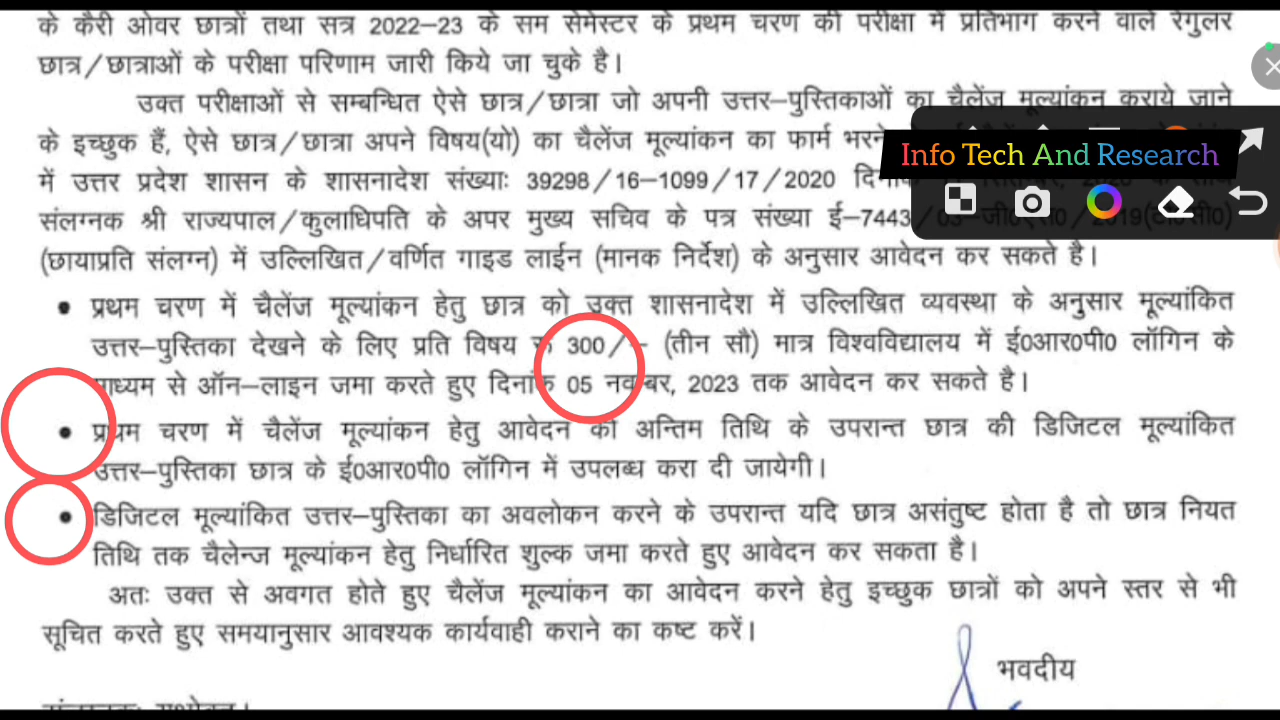 के कैरी ओवर छात्रों तथा सत्र 2022–23 के सम सेमेस्टर के प्रथम चरण की परीक्षा में प्रतिभाग करने वाले रेगुलर
छात्र/छात्राओं के परीक्षा परिणाम जारी किये जा चुके है।
उक्त परीक्षाओं से सम्बन्धित ऐसे छात्र/छात्रा जो अपनी उत्तर–पुस्तिकाओं का चैलेंज मूल्यांकन कराये जाने
के इच्छुक हैं, ऐसे छात्र/छात्रा अपने विषय(यो) का चैलेंज मूल्यांकन का फार्म भरने
Info Tech And Research
में उत्तर प्रदेश शासन के शासनादेश संख्याः 39298/16–1099/17/2020
संलग्नक श्री राज्यपाल/कुलाधिपति के अपर मुख्य सचिव के पत्र संख्या ई–7443/03–जी0एस0/2019(वी0सी0)
(छायाप्रति संलग्न) में उल्लिखित/वर्णित गाइड लाईन (मानक निर्देश) के अनुसार आवेदन कर सकते है।
• प्रथम चरण में चैलेंज मूल्यांकन हेतु छात्र को उक्त शासनादेश में उल्लिखित व्यवस्था के अनुसार मूल्यांकित
उत्तर–पुस्तिका देखने के लिए प्रति विषय रू 300/– (तीन सौ) मात्र विश्वविद्यालय में ई0आर0पी0 लॉगिन के
माध्यम से ऑन–लाइन जमा करते हुए दिनांक 05 नवम्बर, 2023 तक आवेदन कर सकते है।
• प्रथम चरण में चैलेंज मूल्यांकन हेतु आवेदन की अन्तिम तिथि के उपरान्त छात्र की डिजिटल मूल्यांकित
उत्तर–पुस्तिका छात्र के ई0आर0पी0 लॉगिन में उपलब्ध करा दी जायेगी।
• डिजिटल मूल्यांकित उत्तर–पुस्तिका का अवलोकन करने के उपरान्त यदि छात्र असंतुष्ट होता है तो छात्र नियत
तिथि तक चैलेन्ज मूल्यांकन हेतु निर्धारित शुल्क जमा करते हुए आवेदन कर सकता है।
अतः उक्त से अवगत होते हुए चैलेंज मूल्यांकन का आवेदन करने हेतु इच्छुक छात्रों को अपने स्तर से भी
सूचित करते हुए समयानुसार आवश्यक कार्यवाही कराने का कष्ट करें।
भवदीय